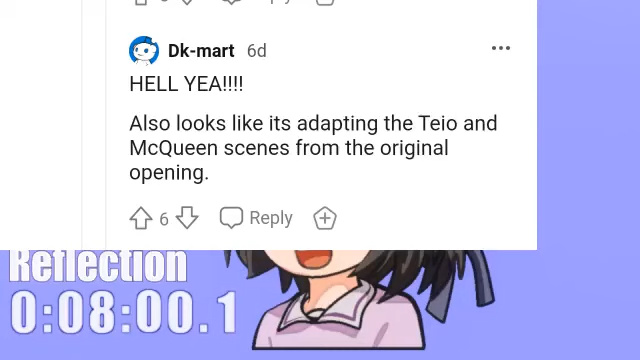 Dk-mart 6d
HELL YEA!!!!
Also looks like its adapting the Teio and
McQueen scenes from the original
opening.
6 Reply
Reflection
0:08:00.1